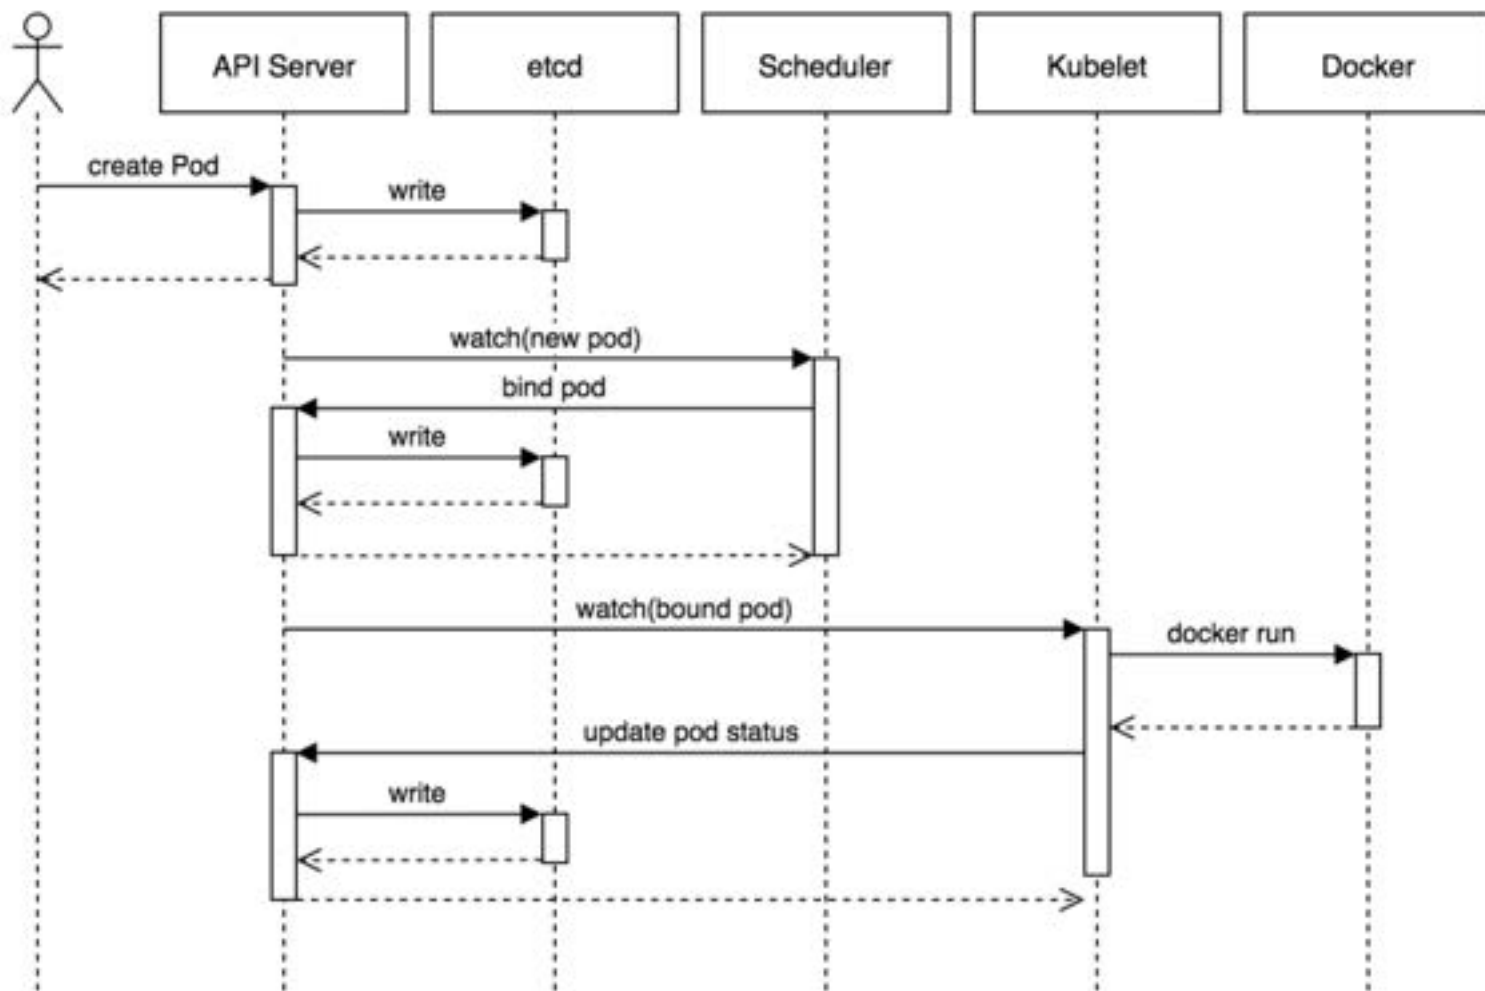 API Server
etcd
Scheduler
Kubelet
Docker
create Pod
write
watch(new pod)
bind pod
write
watch(bound pod)
docker run
update pod status
write